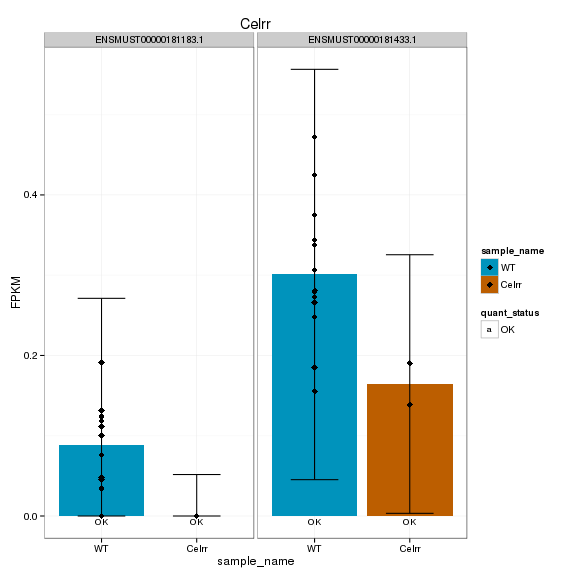 Celrr
ENSMUST00000181183.1 ENSMUST00000181433.1
FPKM
0.4
0.2
0.0
OK OK OK OK
WT Celrr WT Celrr
sample_name
sample_name
WT
Celrr
quant_status
a OK